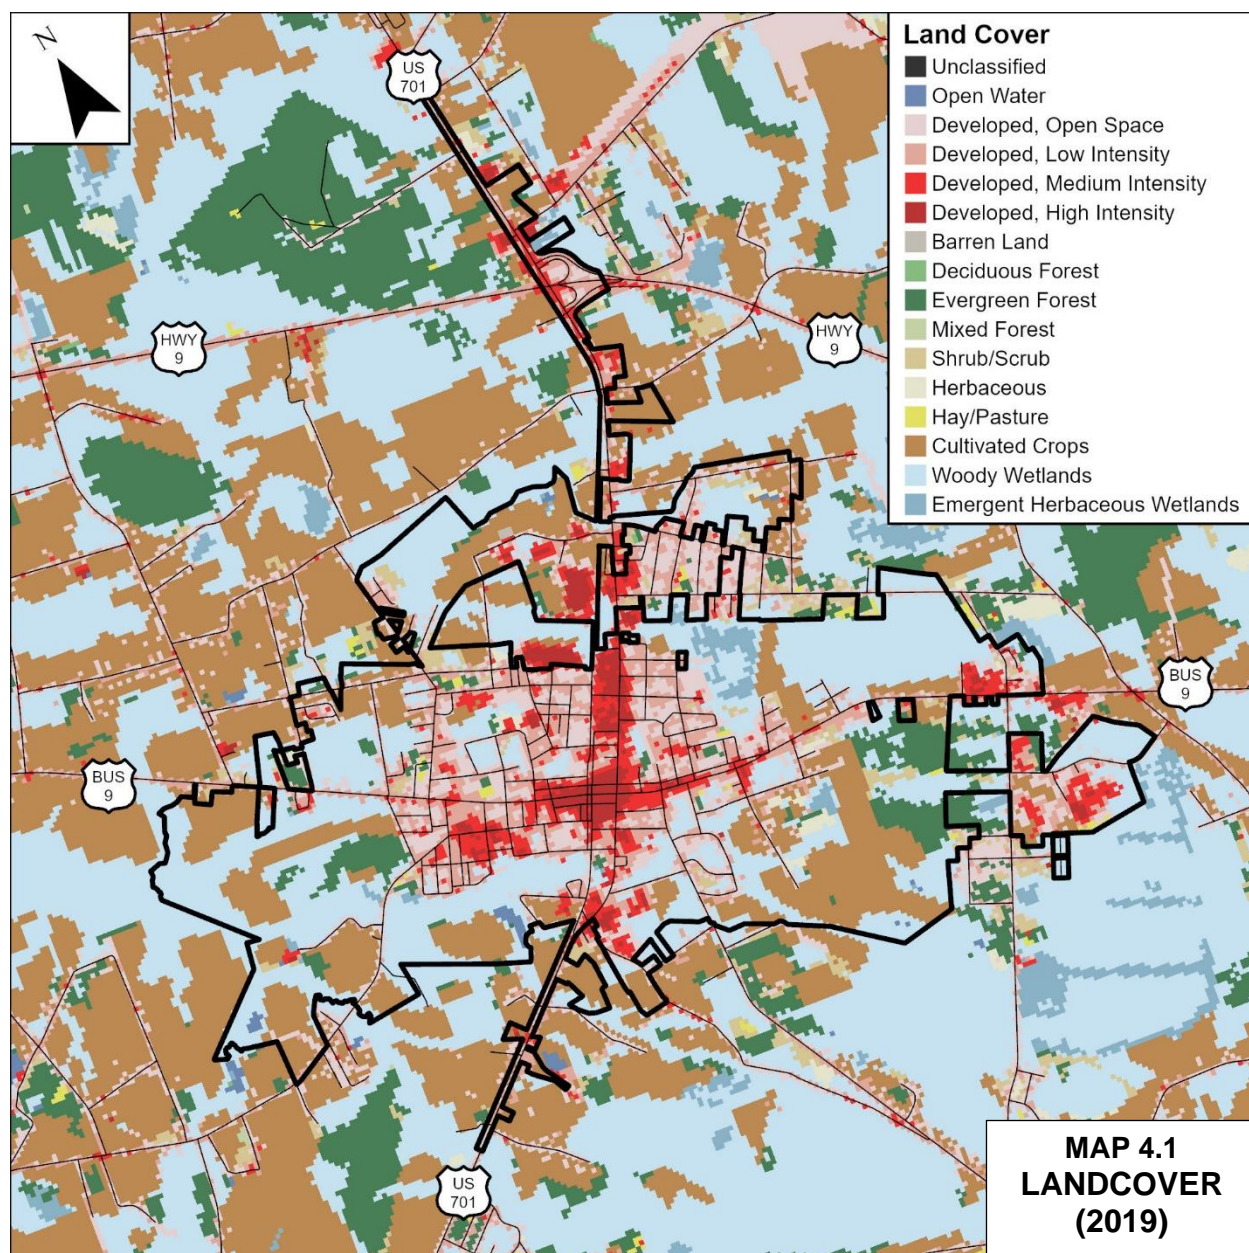 N
US
701
Land Cover
Unclassified
Open Water
Developed, Open Space
Developed, Low Intensity
Developed, Medium Intensity
Developed, High Intensity
Barren Land
Deciduous Forest
Evergreen Forest
Mixed Forest
Shrub/Scrub
Herbaceous
Hay/Pasture
Cultivated Crops
Woody Wetlands
Emergent Herbaceous Wetlands
HWY
9
HWY
9
BUS
9
BUS
9
US
701
MAP 4.1
LANDCOVER
(2019)